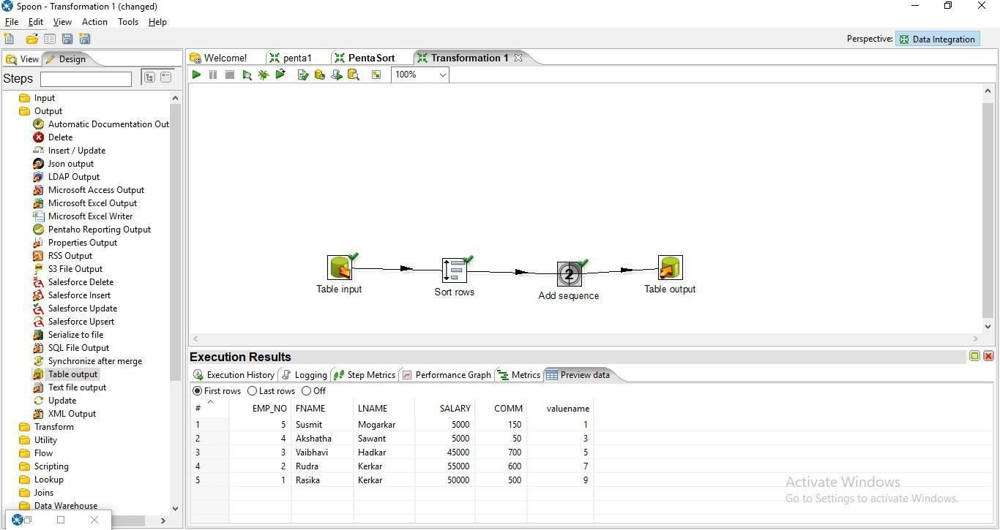 Spoon - Transformation 1 (changed)
File Edit View Action Tools Help
Perspective: Data Integration
View Design
Welcome! penta1 PentaSort Transformation 1
Steps
100%
Input
Output
Automatic Documentation Out
Delete
Insert / Update
Json output
LDAP Output
Microsoft Access Output
Microsoft Excel Output
Microsoft Excel Writer
Pentaho Reporting Output
Properties Output
RSS Output
S3 File Output
Salesforce Delete
Salesforce Insert
Salesforce Update
Salesforce Upsert
Serialize to file
SQL File Output
Synchronize after merge
Table output
Text file output
Update
XML Output
Transform
Utility
Flow
Scripting
Lookup
Joins
Data Warehouse
2
Table input Sort rows Add sequence Table output
Execution Results
Execution History Logging Step Metrics Performance Graph Metrics Preview data
First rows Last rows Off
# EMP_NO FNAME LNAME SALARY COMM valuename
1 5 Susmit Mogarkar 5000 150 1
2 4 Akshatha Sawant 5000 50 3
3 3 Vaibhavi Hadkar 45000 700 5
4 2 Rudra Kerkar 55000 600 7
5 1 Rasika Kerkar 50000 500 9
Activate Windows
Go to Settings to activate Windows.